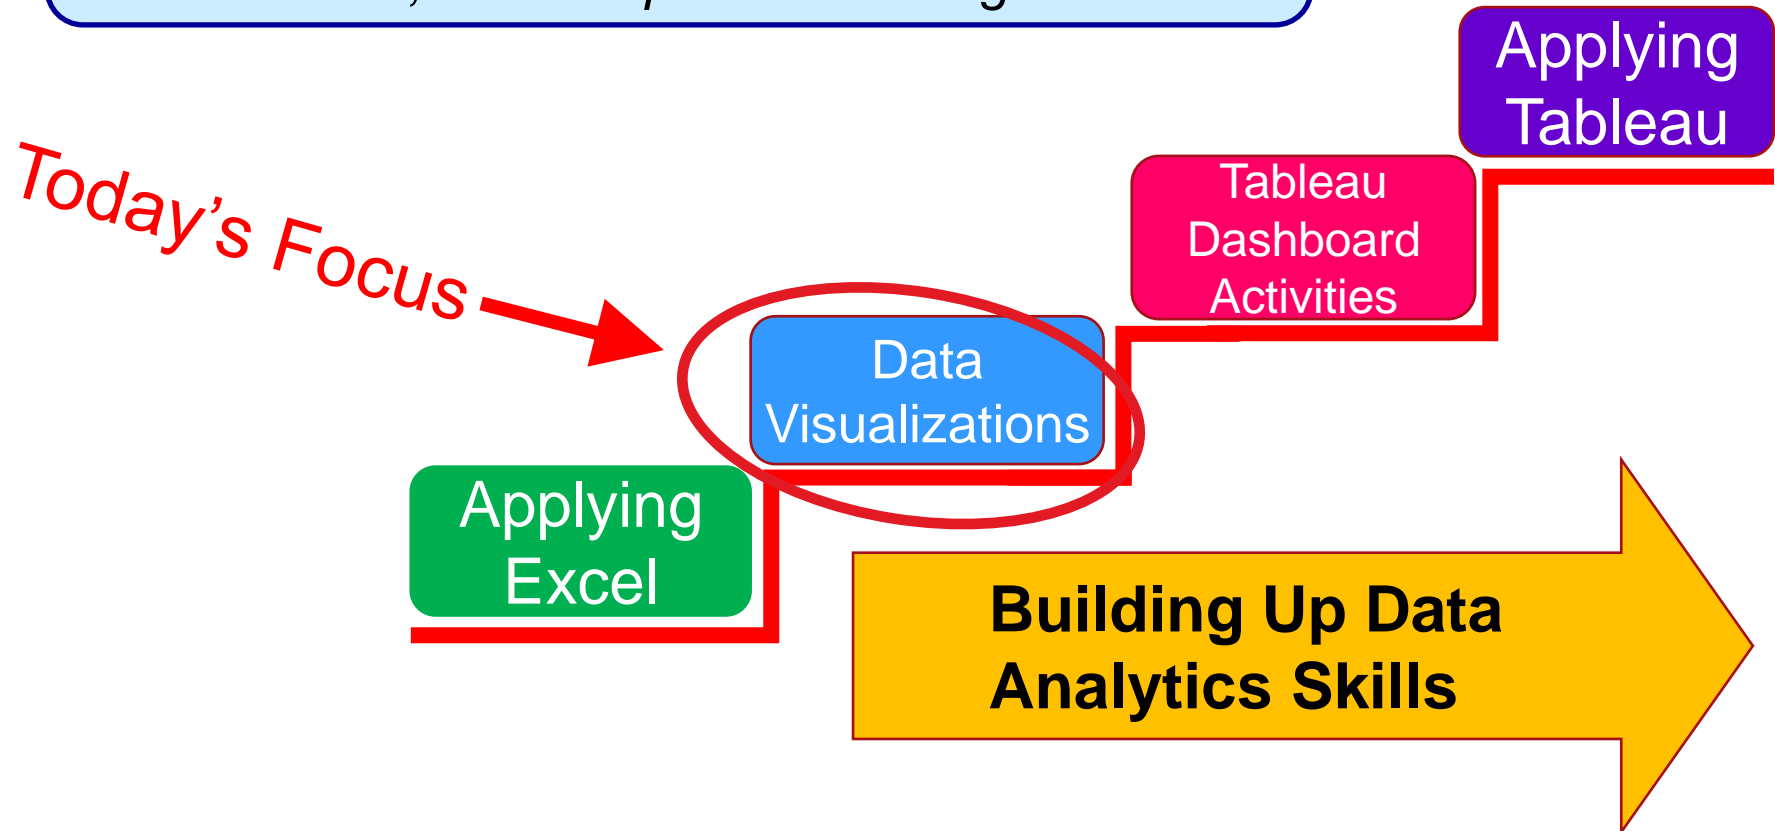 Applying
Tableau
Today’s Focus
Tableau
Dashboard
Activities
Data
Visualizations
Applying
Excel
Building Up Data
Analytics Skills